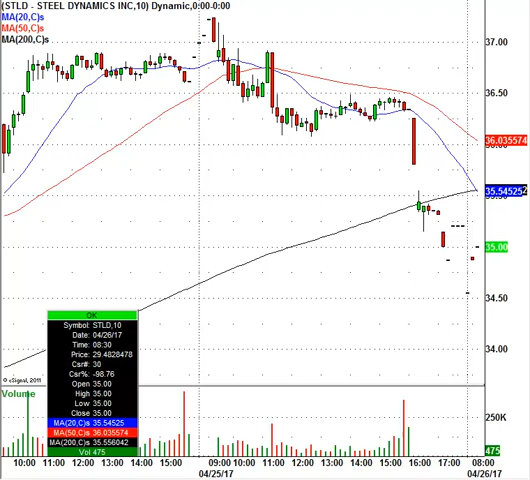 (STLD - STEEL DYNAMICS INC,10) Dynamic,0:00-0:00
MA(20,C)s
MA(50,C)s
MA(200,C)s
37.00
36.50
36.035574
35.54525
35.00
34.50
34.00
OK
Symbol: STLD,10
Date: 04/26/17
Time: 08:30
Price: 29.4828478
Csr#: 30
Csr%: -98.76
Open 35.00
High 35.00
Low 35.00
Close 35.00
MA(20,C)s 35.54525
MA(50,C)s 36.035574
MA(200,C)s 35.556042
Vol 475
© eSignal, 2011
Volume
250K
475
10:00 11:00 12:00 13:00 14:00 15:00 09:00 10:00 11:00 12:00 13:00 14:00 15:00 16:00 17:00 08:00
04/25/17 04/26/17